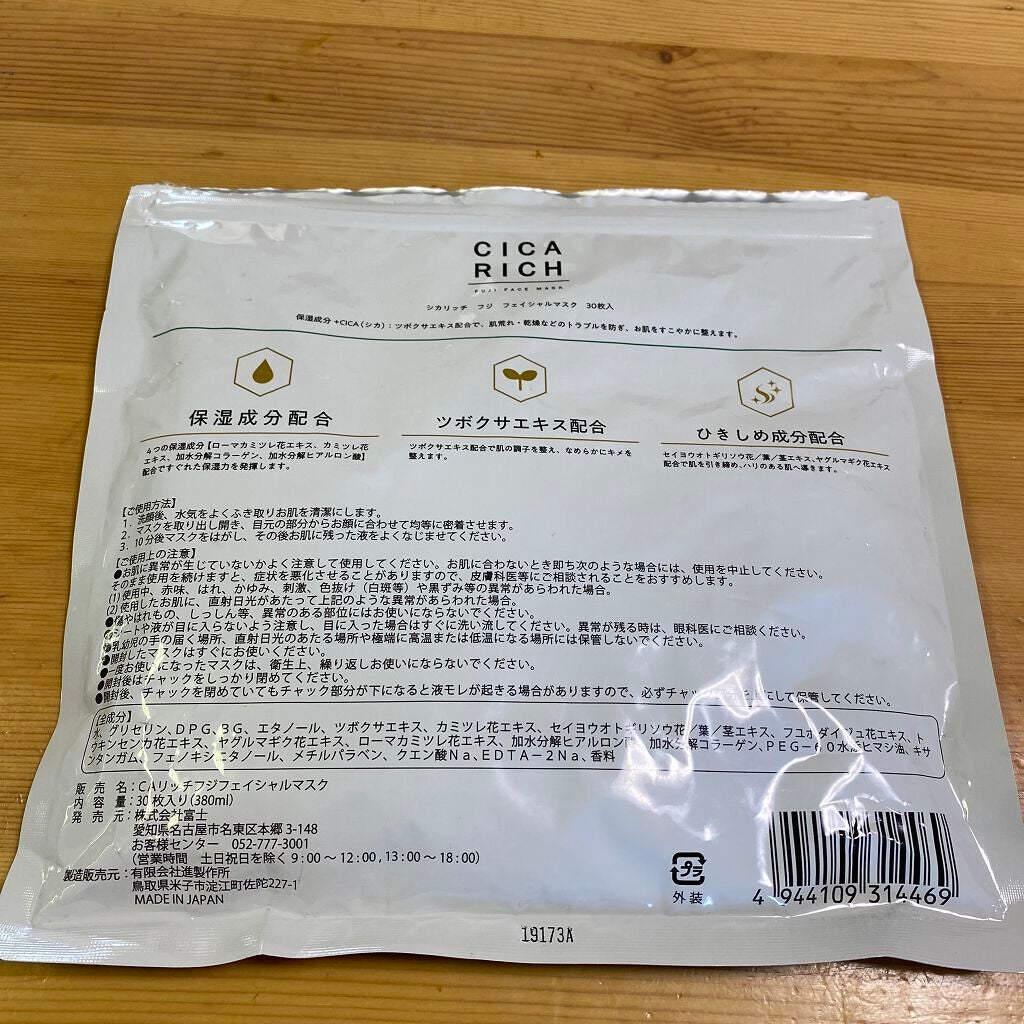 CICA
RICH
FUJI FACE MASK
シカリッチ フジ フェイシャルマスク 30枚入
保湿成分+CICA(シカ):ツボクサエキス配合で、肌荒れ・乾燥などのトラブルを防ぎ、お肌をすこやかに整えます。
保湿成分配合
4つの保湿成分【ローマカミツレ花エキス、カミツレ花
エキス、加水分解コラーゲン、加水分解ヒアルロン酸】
配合ですぐれた保湿力を発揮します。
ツボクサエキス配合
ツボクサエキス配合で肌の調子を整え、なめらかにキメを
整えます。
ひきしめ成分配合
セイヨウオトギリソウ花/葉/茎エキス、ヤグルマギク花エキス
配合で肌を引き締め、ハリのある肌へ導きます。
【ご使用方法】
1.洗顔後、水気をよくふき取りお肌を清潔にします。
2.マスクを取り出し開き、目元の部分からお顔に合わせて均等に密着させます。
3.10分後マスクをはがし、その後お肌に残った液をよくなじませてください。
【ご使用上の注意】
●お肌に異常が生じていないかよく注意して使用してください。お肌に合わないとき即ち次のような場合には、使用を中止してください。
そのまま使用を続けますと、症状を悪化させることがありますので、皮膚科医等にご相談されることをおすすめします。
(1)使用中、赤味、はれ、かゆみ、刺激、色抜け(白斑等)や黒ずみ等の異常があらわれた場合。
(2)使用したお肌に、直射日光があたって上記のような異常があらわれた場合。
●傷やはれもの、しっしん等、異常のある部位にはお使いにならないでください。
●シートや液が目に入らないよう注意し、目に入った場合はすぐに洗い流してください。異常が残る時は、眼科医にご相談ください。
●乳幼児の手の届く場所、直射日光のあたる場所や極端に高温または低温になる場所には保管しないでください。
●開封したマスクはすぐにお使いください。
●一度お使いになったマスクは、衛生上、繰り返しお使いにならないでください。
●開封後はチャックをしっかり閉めてください。
●開封後、チャックを閉めていてもチャック部分が下になると液モレが起きる場合がありますので、必ずチャッ にして保管してください。
【全成分】
水、グリセリン、DPG、BG、エタノール、ツボクサエキス、カミツレ花エキス、セイヨウオトギリソウ花/葉/茎エキス、フユボダイジュ花エキス、ト
ウキンセンカ花エキス、ヤグルマギク花エキス、ローマカミツレ花エキス、加水分解ヒアルロン酸、加水分解コラーゲン、PEG-60水添ヒマシ油、キサ
ンタンガム、フェノキシエタノール、メチルパラベン、クエン酸Na、EDTA-2Na、香料
販売名:CAリッチフジフェイシャルマスク
内容量:30枚入り(380ml)
発売元:株式会社富士
愛知県名古屋市名東区本郷3-148
お客様センター 052-777-3001
(営業時間 土日祝日を除く9:00~12:00,13:00~18:00)
製造販売元:有限会社進製作所
鳥取県米子市淀江町佐陀227-1
MADE IN JAPAN
プラ
外装
4 944109 314469
19173A